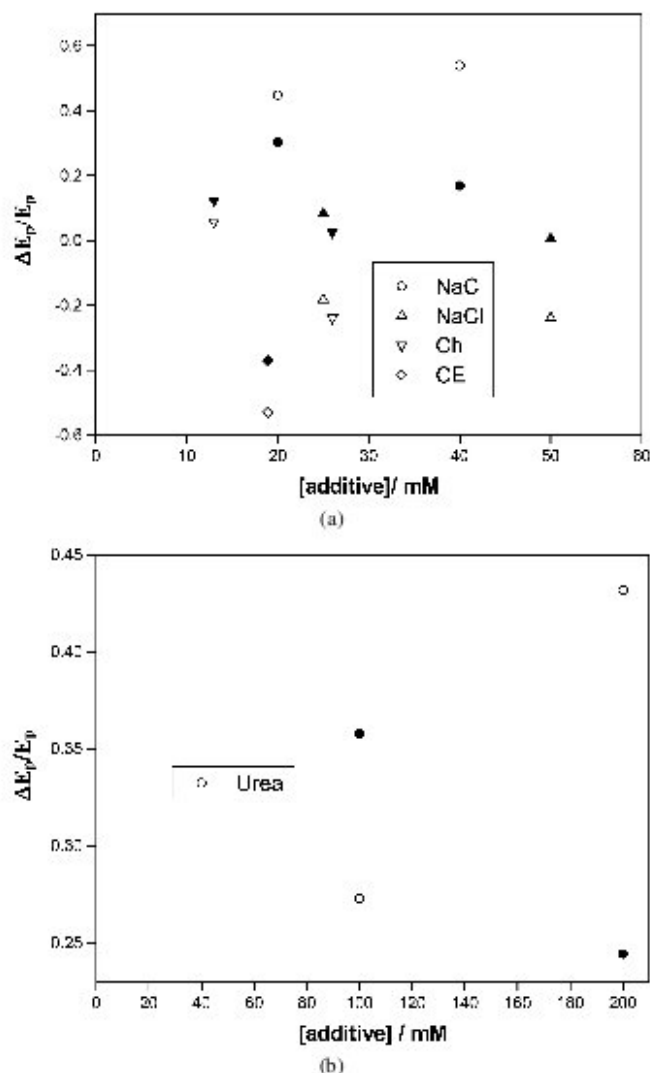 0.6
0.4
0.2
0.0
-0.2
-0.4
-0.6
ΔEp/Ep
NaC
NaCl
Ch
CE
0 10 20 30 40 50 60
[additive]/ mM
(a)
0.45
0.40
0.35
0.30
0.25
ΔEp/Ep
Urea
0 20 40 60 80 100 120 140 160 180 200
[additive] / mM
(b)